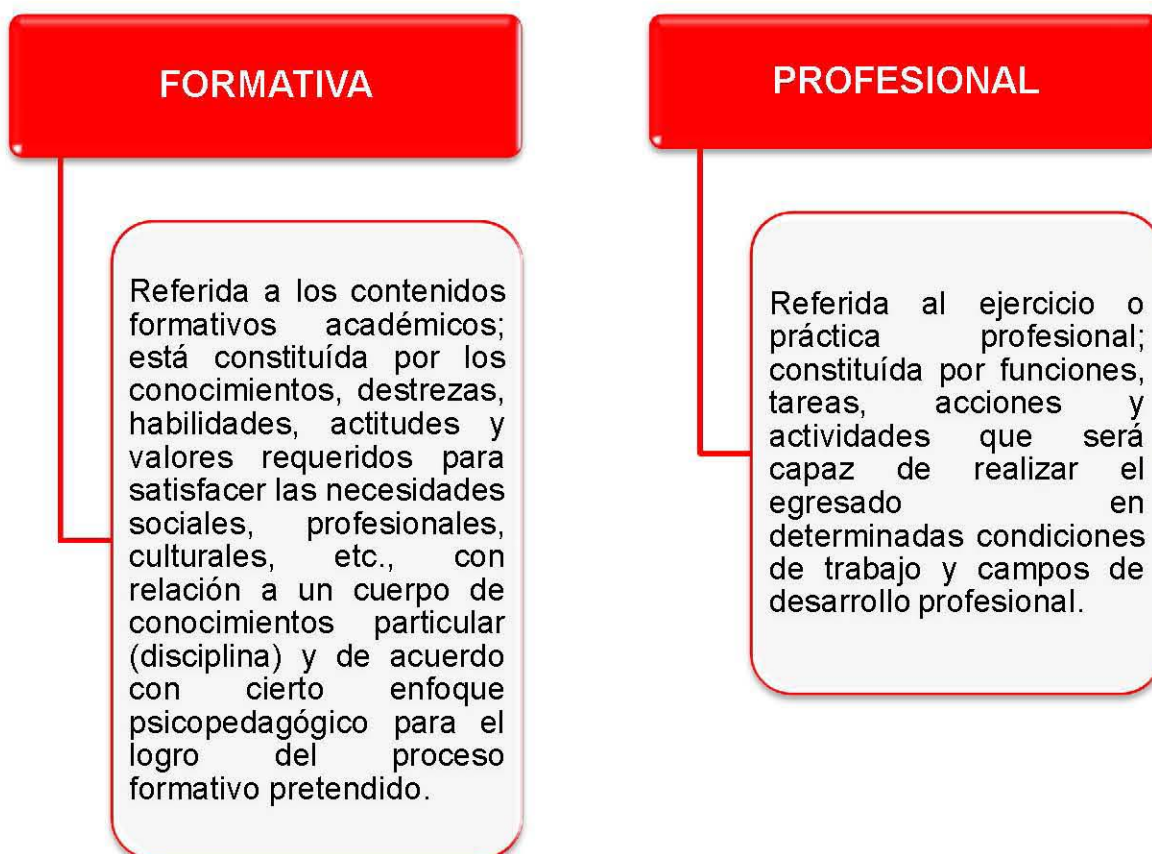 FORMATIVA
Referida a los contenidos
formativos académicos;
está constituída por los
conocimientos, destrezas,
habilidades, actitudes y
valores requeridos para
satisfacer las necesidades
sociales, profesionales,
culturales, etc., con
relación a un cuerpo de
conocimientos particular
(disciplina) y de acuerdo
con cierto enfoque
psicopedagógico para el
logro del proceso
formativo pretendido.
PROFESIONAL
Referida al ejercicio o
práctica profesional;
constituída por funciones,
tareas, acciones y
actividades que será
capaz de realizar el
egresado en
determinadas condiciones
de trabajo y campos de
desarrollo profesional.